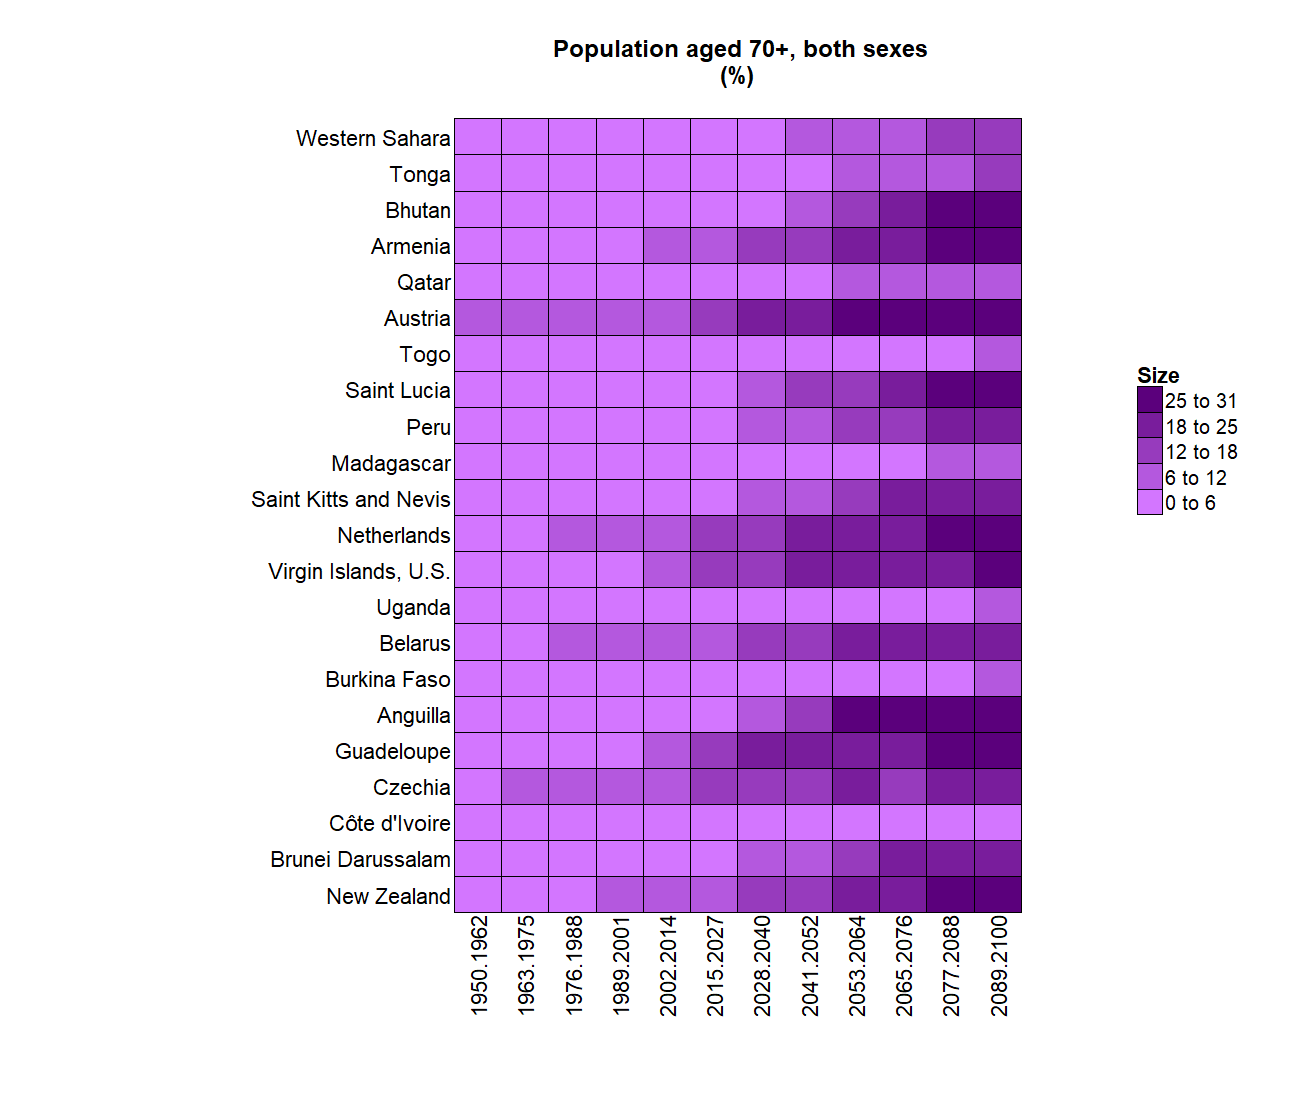 Population aged 70+, both sexes
(%)
Western Sahara
Tonga
Bhutan
Armenia
Qatar
Austria
Togo
Saint Lucia
Peru
Madagascar
Saint Kitts and Nevis
Netherlands
Virgin Islands, U.S.
Uganda
Belarus
Burkina Faso
Anguilla
Guadeloupe
Czechia
Côte d'Ivoire
Brunei Darussalam
New Zealand
1950.1962
1963.1975
1976.1988
1989.2001
2002.2014
2015.2027
2028.2040
2041.2052
2053.2064
2065.2076
2077.2088
2089.2100
Size
25 to 31
18 to 25
12 to 18
6 to 12
0 to 6